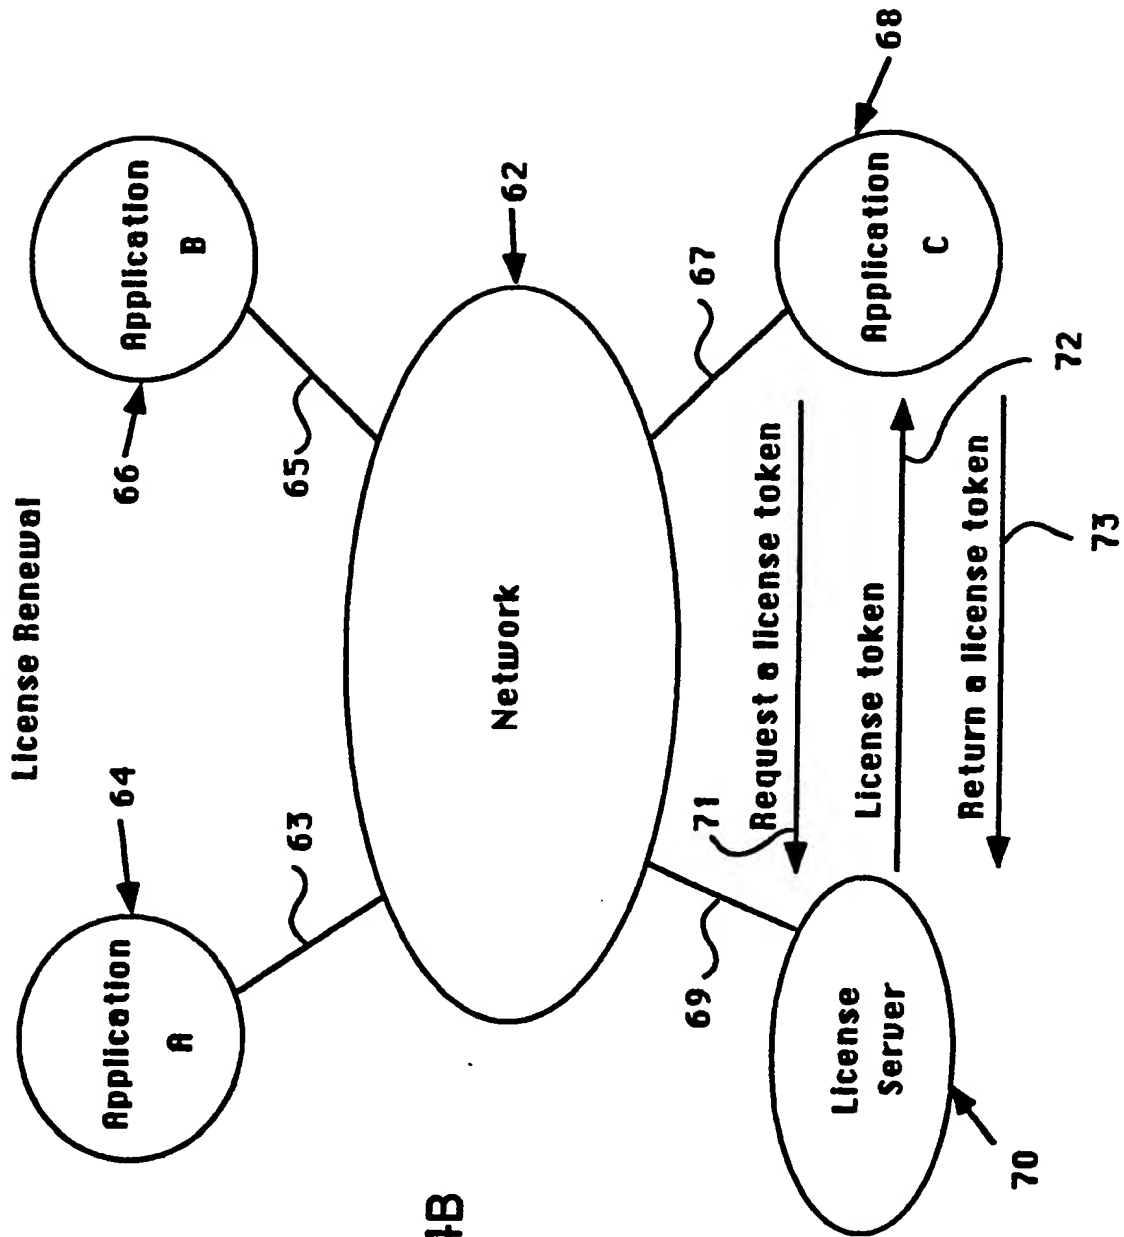 License Renewal
Application
A
64
66
Application
B
63
65
Network
62
69
71
67
Request a license token
License
Server
License token
Application
C
68
Return a license token
70
72
73